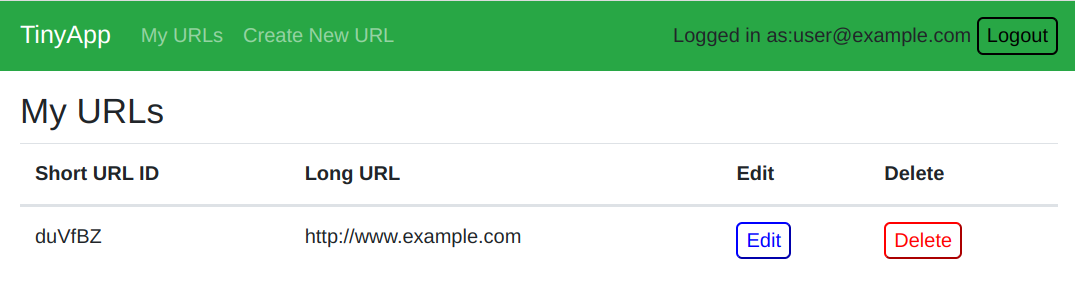 TinyApp My URLs Create New URL Logged in as:user@example.com Logout
My URLs
Short URL ID Long URL Edit Delete
duVfBZ http://www.example.com Edit Delete